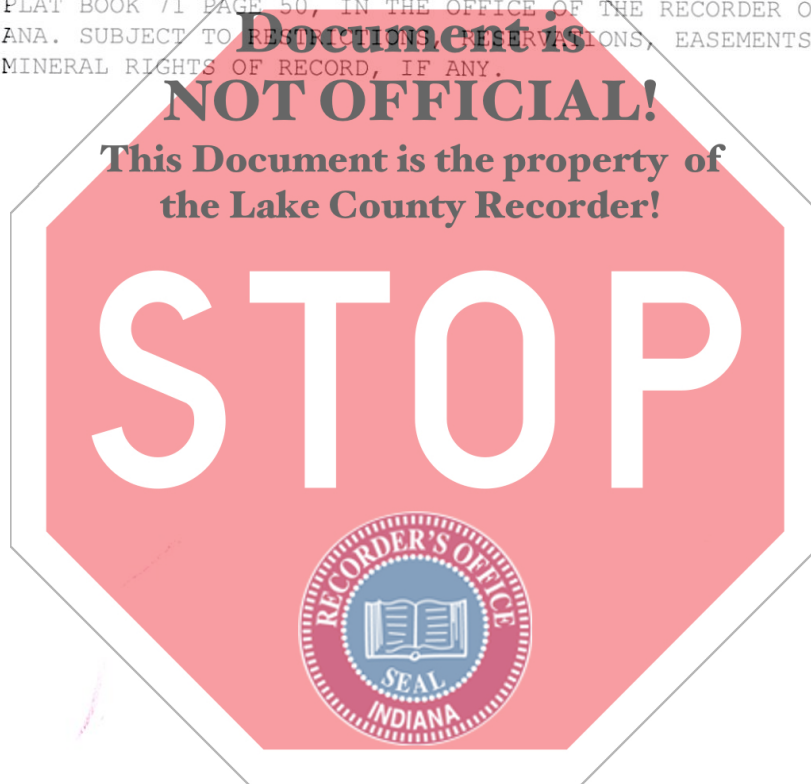 PLAT BOOK 71 PAGE 50, IN THE OFFICE OF THE RECORDER O
ANA. SUBJECT TO RESTRICTIONS, RESERVATIONS, EASEMENTS
MINERAL RIGHTS OF RECORD, IF ANY.
Document is
NOT OFFICIAL!
This Document is the property of
the Lake County Recorder!
STOP
RECORDER'S OFFICE
SEAL
INDIANA